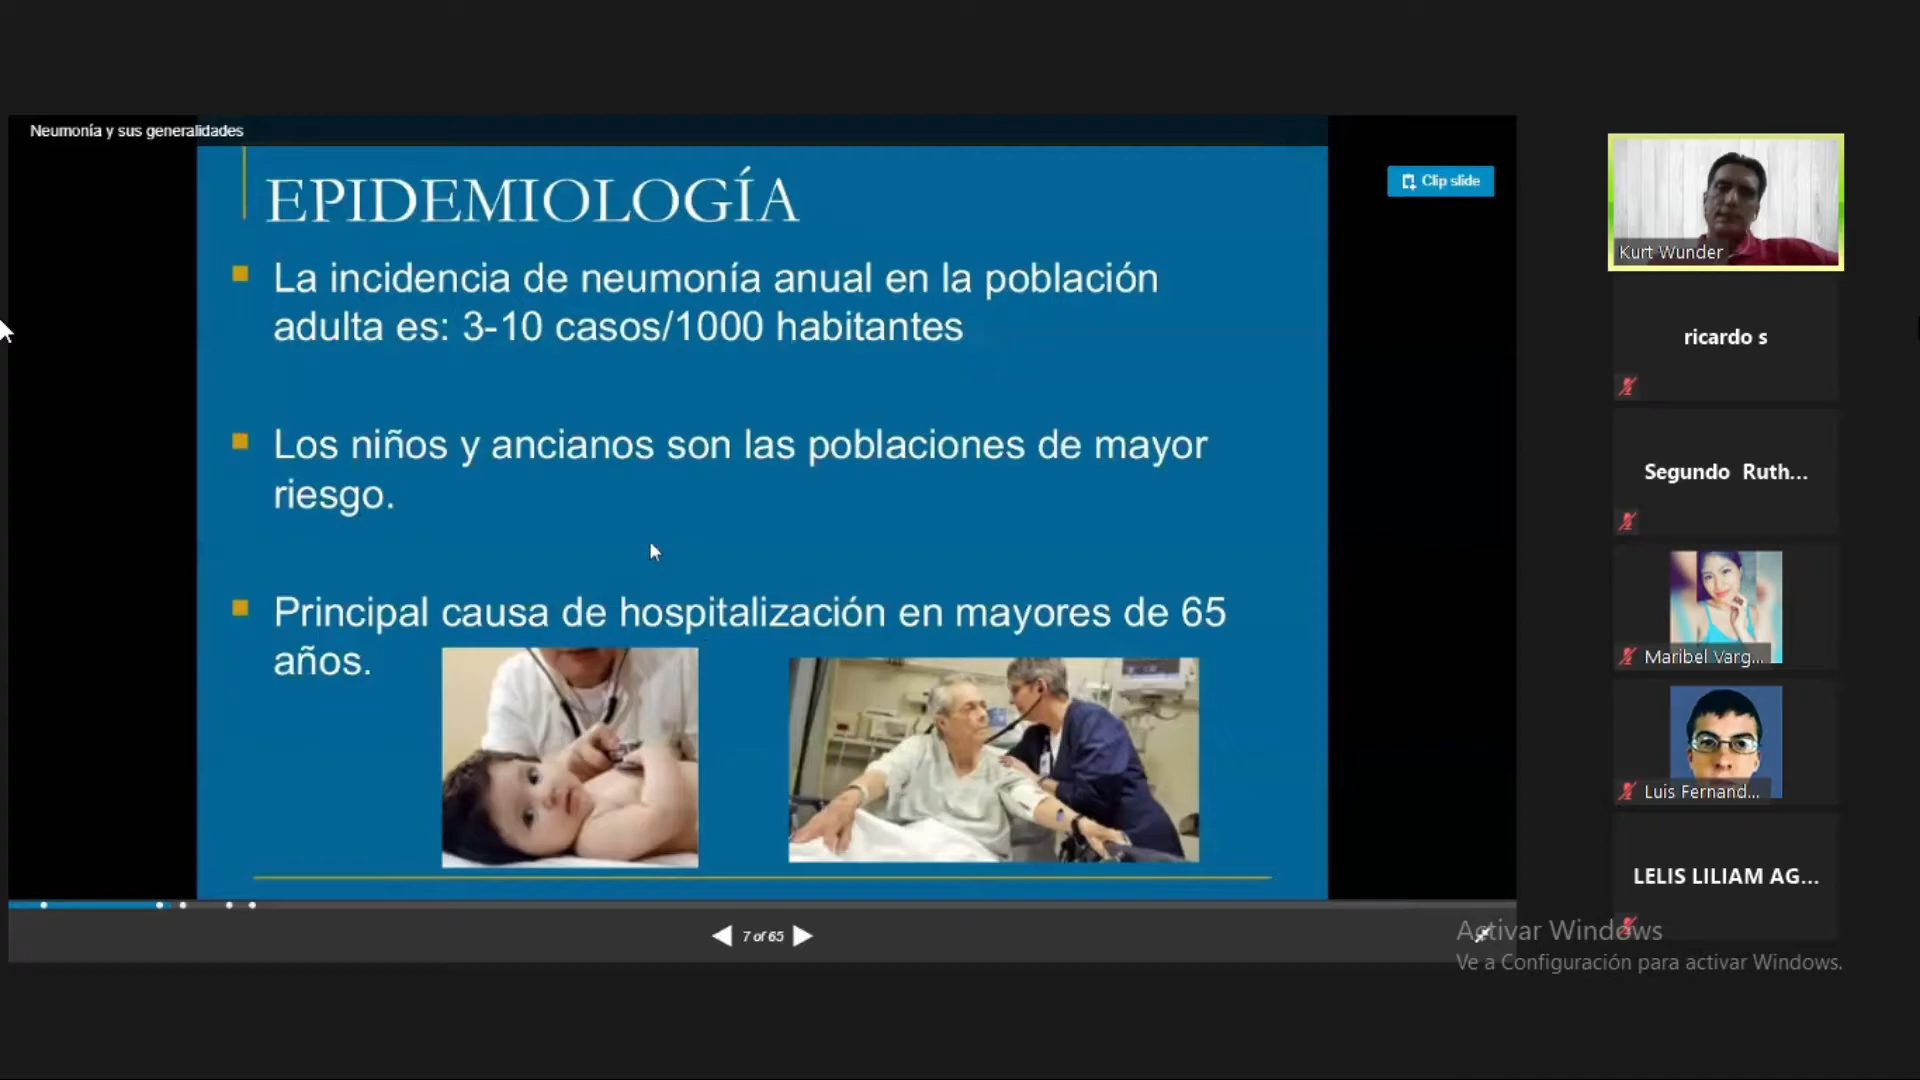 Neumonía y sus generalidades
EPIDEMIOLOGÍA
La incidencia de neumonía anual en la población
adulta es: 3-10 casos/1000 habitantes
Los niños y ancianos son las poblaciones de mayor
riesgo.
Principal causa de hospitalización en mayores de 65
años.
Clip slide
7 of 65
Kurt Wunder
ricardo s
Segundo Ruth...
Maribel Varg...
Luis Fernand...
LELIS LILIAM AG...
Activar Windows
Ve a Configuración para activar Windows.